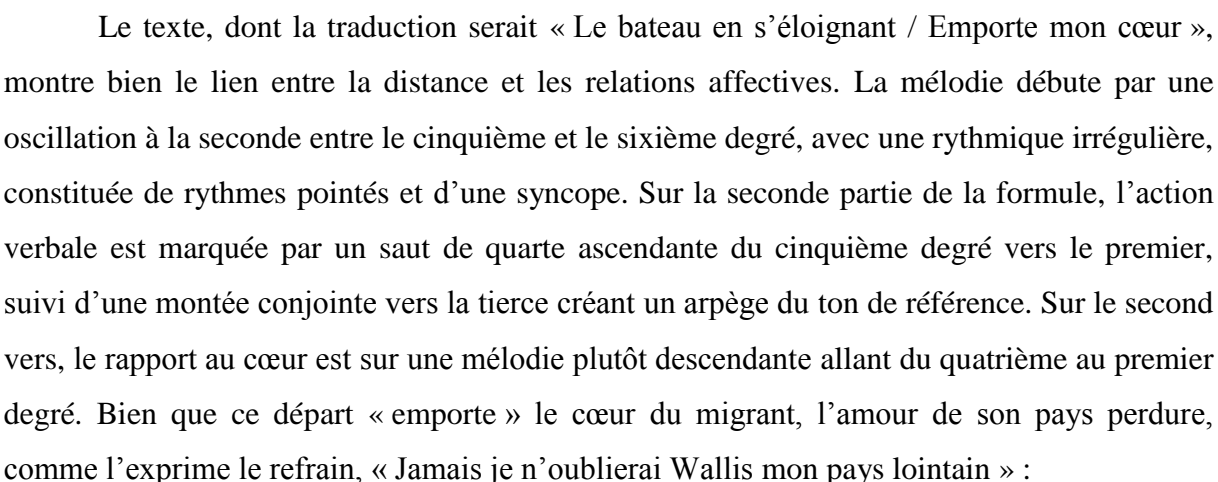 Le texte, dont la traduction serait « Le bateau en s’éloignant / Emporte mon cœur »,
montre bien le lien entre la distance et les relations affectives. La mélodie débute par une
oscillation à la seconde entre le cinquième et le sixième degré, avec une rythmique irrégulière,
constituée de rythmes pointés et d’une syncope. Sur la seconde partie de la formule, l’action
verbale est marquée par un saut de quarte ascendante du cinquième degré vers le premier,
suivi d’une montée conjointe vers la tierce créant un arpège du ton de référence. Sur le second
vers, le rapport au cœur est sur une mélodie plutôt descendante allant du quatrième au premier
degré. Bien que ce départ « emporte » le cœur du migrant, l’amour de son pays perdure,
comme l’exprime le refrain, « Jamais je n’oublierai Wallis mon pays lointain » :